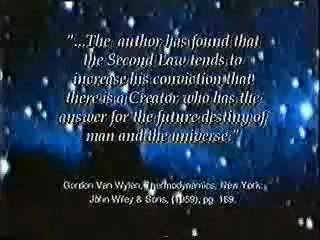 "...The author has found that
the Second Law tends to
increase his conviction that
there is a Creator who has the
answer for the future destiny of
man and the universe."
Gordon Van Wylen, Thermodynamics, New York:
John Wiley & Sons, (1959), pg. 169.